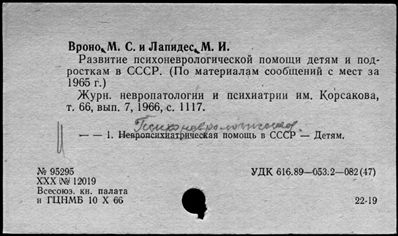 Вроно, М. С. и Лапидес, М. И.
Развитие психоневрологической помощи детям и под-
росткам в СССР. (По материалам сообщений с мест за
1965 г.)
Журн. невропатологии и психиатрии им. Корсакова,
т. 66, вып. 7, 1966, с. 1117.
Психоневрологическая
— — 1. Невропсихиатрическая помощь в СССР — Детям.
№ 95295 УДК 616.89—053.2—082(47)
XXX № 12019
Всесоюз. кн. палата
и ГЦНМБ 10 X 66 22-19